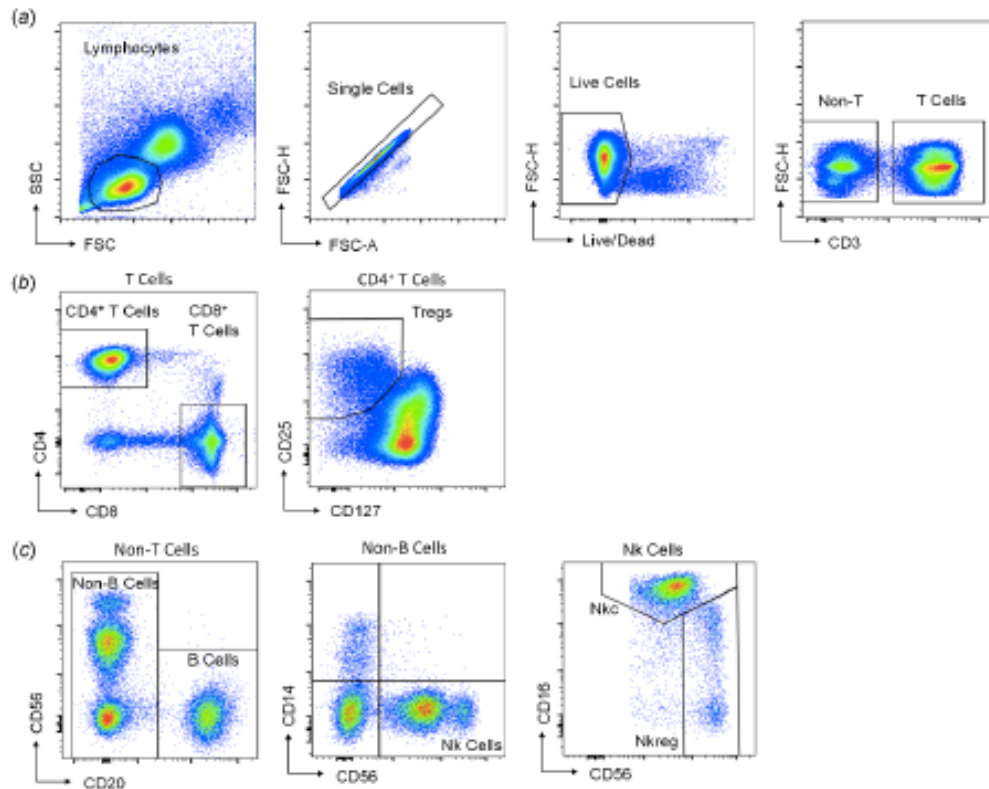 (a)
Lymphocytes
SSC
FSC
Single Cells
FSC-H
FSC-A
Live Cells
FSC-H
Live/Dead
Non-T T Cells
FSC-H
CD3
(b)
T Cells
CD4⁺ T Cells CD8⁺
T Cells
CD4
CD8
CD4⁺ T Cells
Tregs
CD25
CD127
(c)
Non-T Cells
Non-B Cells
B Cells
CD56
CD20
Non-B Cells
CD14
Nk Cells
CD56
Nk Cells
Nkc
CD16
Nkreg
CD56